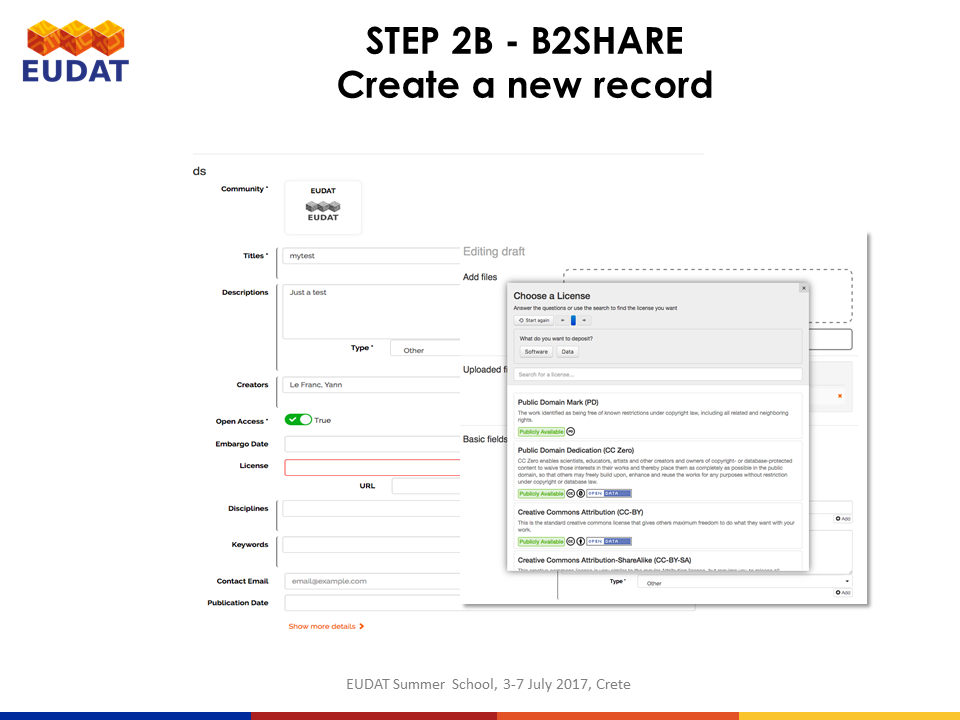 EUDAT
STEP 2B - B2SHARE
Create a new record
ds
Community *
EUDAT
EUDAT
Titles *
mytest
Descriptions
Just a test
Type *
Other
Creators
Le Franc, Yann
Open Access *
True
Embargo Date
License
URL
Disciplines
Keywords
Contact Email
email@example.com
Publication Date
Show more details
Editing draft
Add files
Uploaded fi
Basic fields
Choose a License
Answer the questions or use the search to find the license you want
Start again
What do you want to deposit?
Software Data
Search for a license...
Public Domain Mark (PD)
The work identified as being free of known restrictions under copyright law, including all related and neighboring
rights.
Publicly Available
Public Domain Dedication (CC Zero)
CC Zero enables scientists, educators, artists and other creators and owners of copyright- or database-protected
content to waive those interests in their works and thereby place them as completely as possible in the public
domain, so that others may freely build upon, enhance and reuse the works for any purposes without restriction
under copyright or database law.
Publicly Available OPEN DATA
Creative Commons Attribution (CC-BY)
This is the standard creative commons license that gives others maximum freedom to do what they want with your
work.
Publicly Available OPEN DATA
Creative Commons Attribution-ShareAlike (CC-BY-SA)
Add
Type *
Other
Add
EUDAT Summer School, 3-7 July 2017, Crete